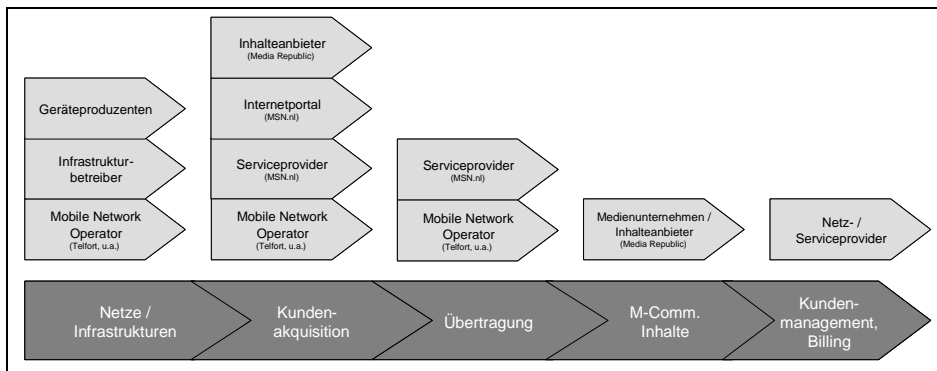 Inhalteanbieter
(Media Republic)
Geräteproduzenten
Internetportal
(MSN.nl)
Infrastruktur-
betreiber
Serviceprovider
(MSN.nl)
Serviceprovider
(MSN.nl)
Mobile Network
Operator
(Telfort, u.a.)
Mobile Network
Operator
(Telfort, u.a.)
Mobile Network
Operator
(Telfort, u.a.)
Medienunternehmen /
Inhalteanbieter
(Media Republic)
Netz- /
Serviceprovider
Netze /
Infrastrukturen
Kunden-
akquisition
Übertragung
M-Comm.
Inhalte
Kunden-
management,
Billing